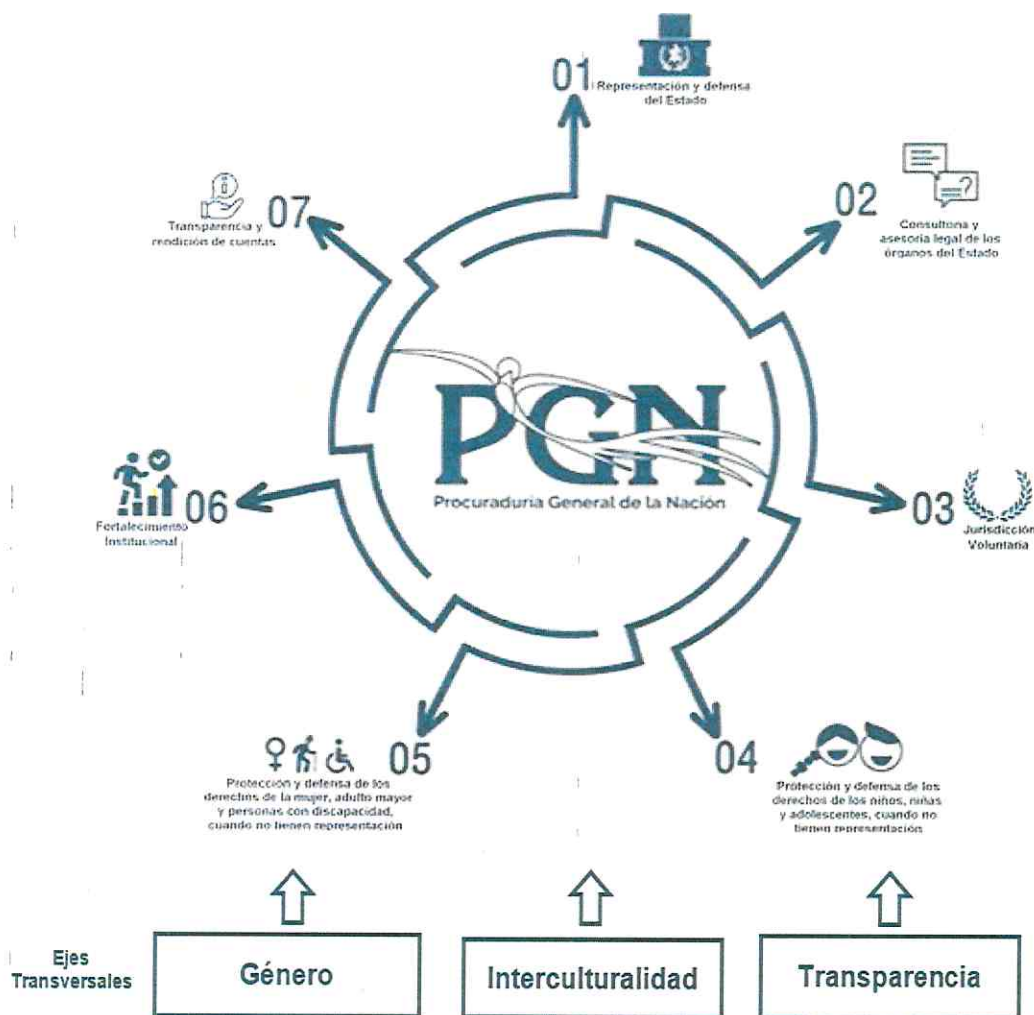 01
Representación y defensa
del Estado
02
Consultoría y
asesoría legal de los
órganos del Estado
03
Jurisdicción
Voluntaria
04
Protección y defensa de los
derechos de los niños, niñas
y adolescentes, cuando no
tienen representación
05
Protección y defensa de los
derechos de la mujer, adulto mayor
y personas con discapacidad,
cuando no tienen representación
06
Fortalecimiento
Institucional
07
Transparencia y
rendición de cuentas
PGN
Procuraduría General de la Nación
Ejes
Transversales
Género
Interculturalidad
Transparencia